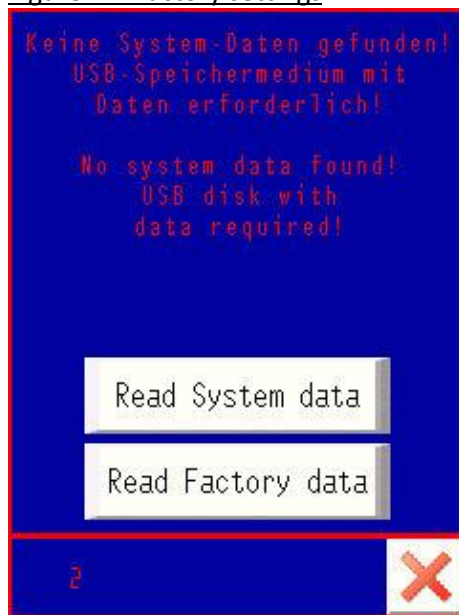 Keine System-Daten gefunden!
USB-Speichermedium mit
Daten erforderlich!
No system data found!
USB disk with
data required!
Read System data
Read Factory data
2